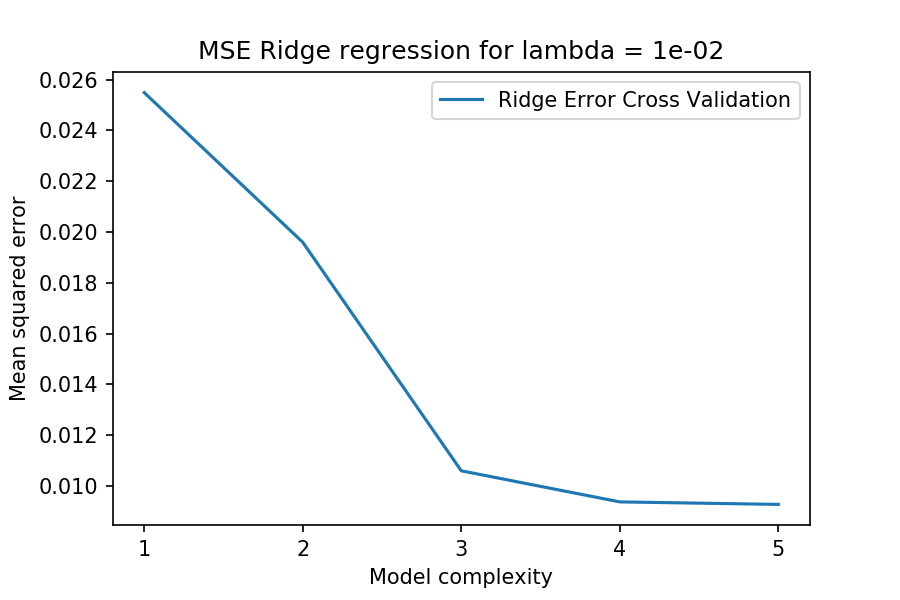 MSE Ridge regression for lambda = 1e-02
Ridge Error Cross Validation
Mean squared error
0.026
0.024
0.022
0.020
0.018
0.016
0.014
0.012
0.010
1 2 3 4 5
Model complexity